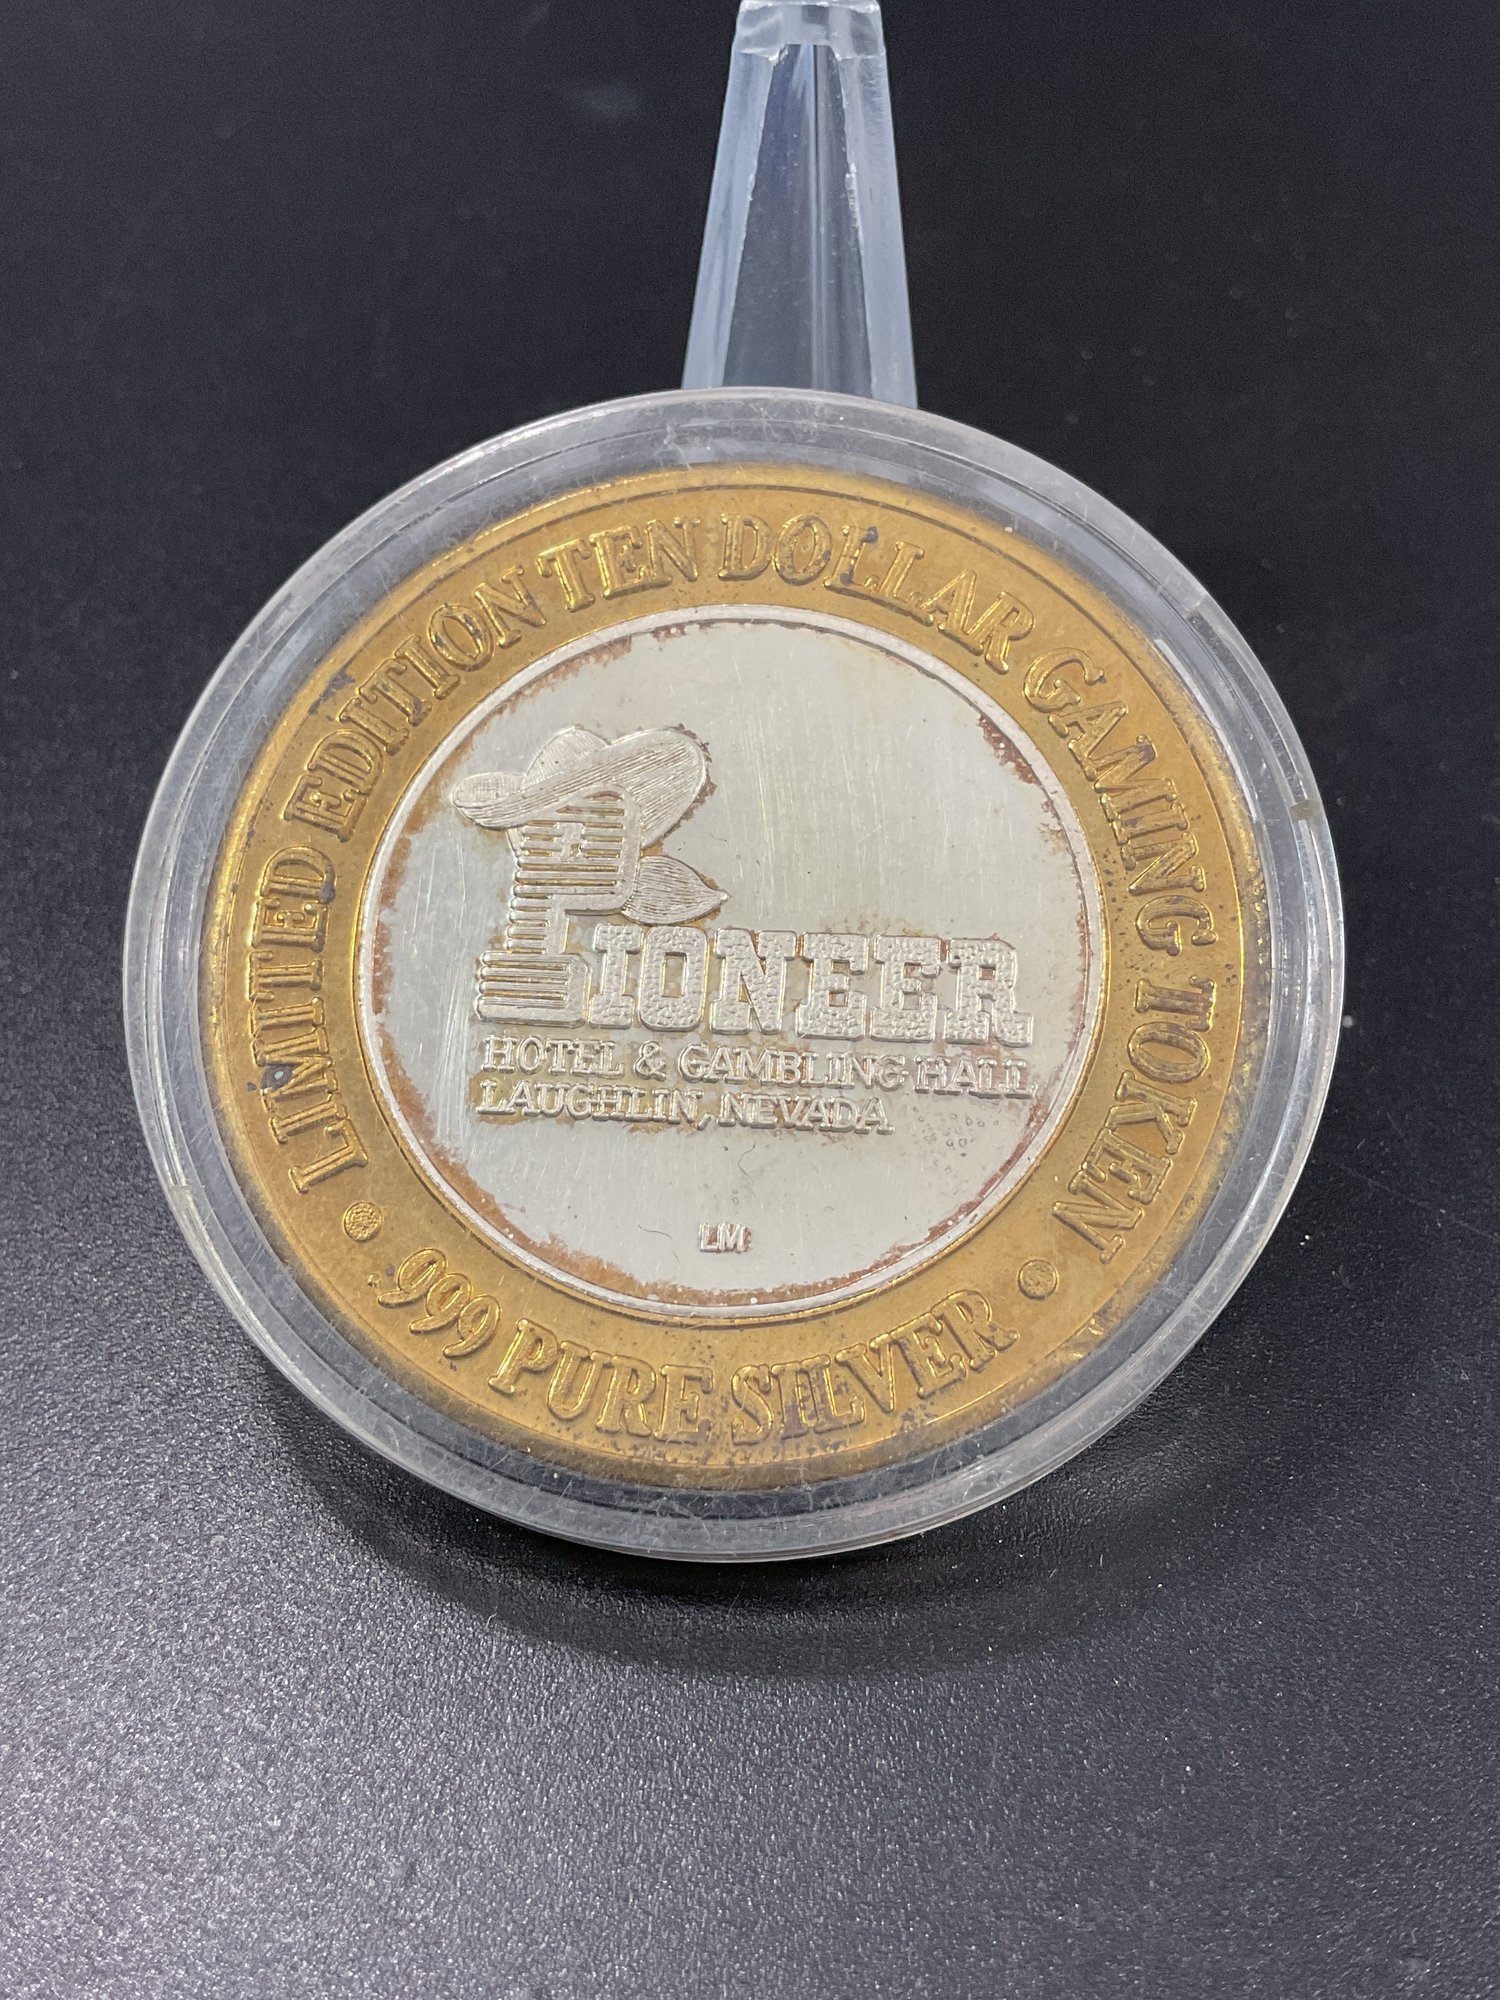 LIMITED EDITION TEN DOLLAR GAMING TOKEN
PIONEER
HOTEL & GAMBLING HALL
LAUGHLIN, NEVADA
LM
• 999 PURE SILVER •